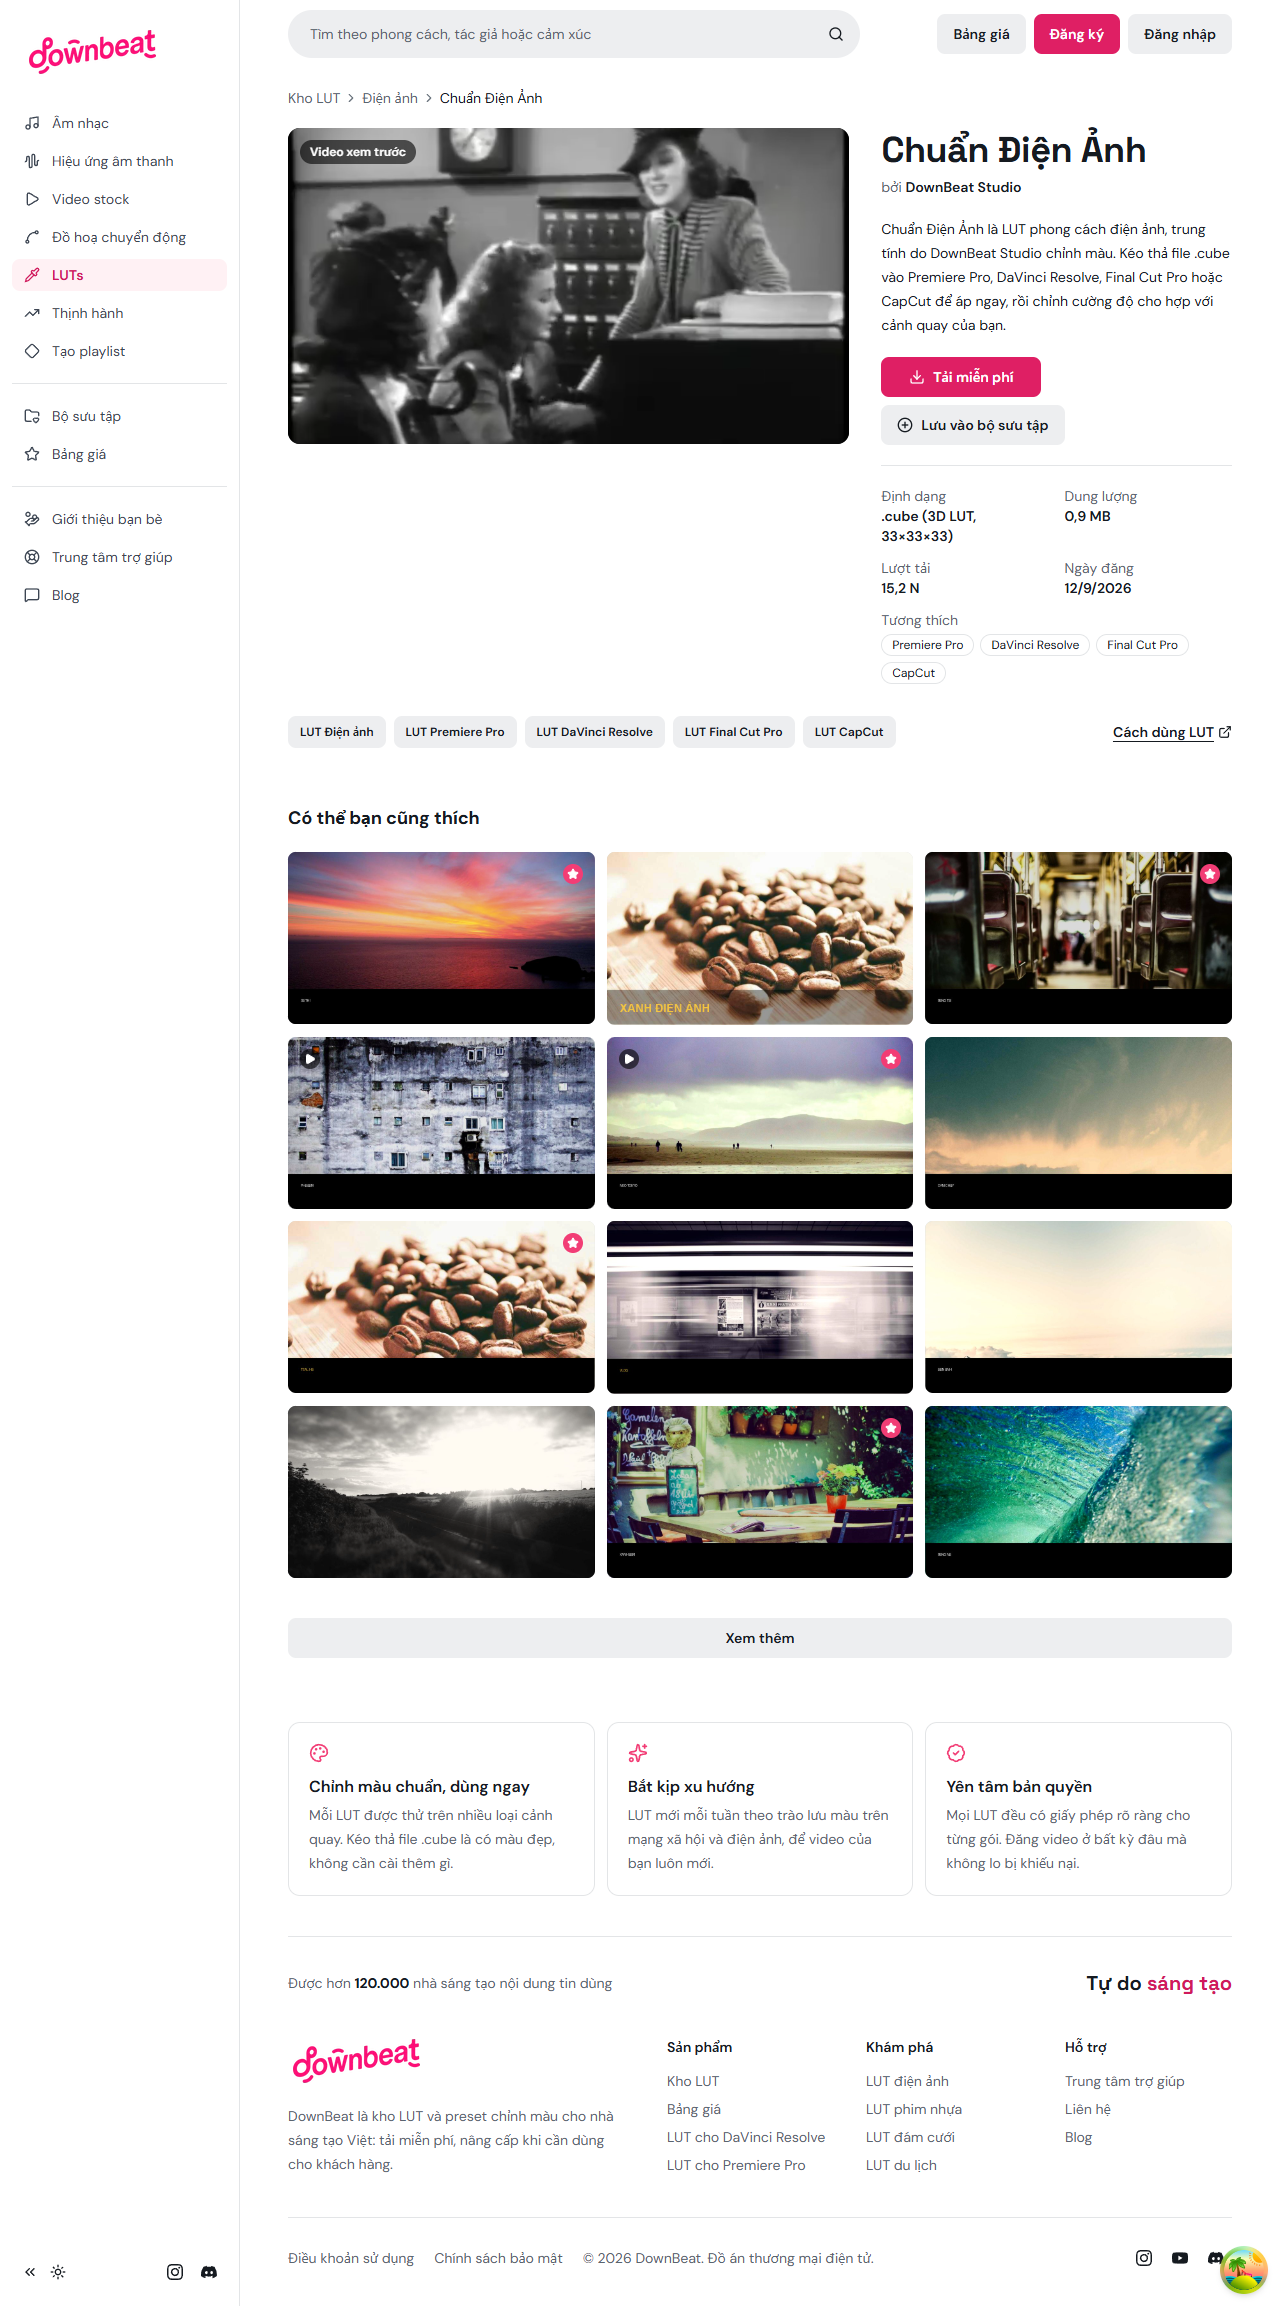 downbeat
Tìm theo phong cách, tác giả hoặc cảm xúc
Bảng giá
Đăng ký
Đăng nhập
Âm nhạc
Hiệu ứng âm thanh
Video stock
Đồ hoạ chuyển động
LUTs
Thịnh hành
Tạo playlist
Bộ sưu tập
Bảng giá
Giới thiệu bạn bè
Trung tâm trợ giúp
Blog
Kho LUT > Điện ảnh > Chuẩn Điện Ảnh
Video xem trước
Chuẩn Điện Ảnh
bởi DownBeat Studio
Chuẩn Điện Ảnh là LUT phong cách điện ảnh, trung
tính do DownBeat Studio chỉnh màu. Kéo thả file .cube
vào Premiere Pro, DaVinci Resolve, Final Cut Pro hoặc
CapCut để áp ngay, rồi chỉnh cường độ cho hợp với
cảnh quay của bạn.
Tải miễn phí
Lưu vào bộ sưu tập
Định dạng
.cube (3D LUT,
33×33×33)
Dung lượng
0,9 MB
Lượt tải
15,2 N
Ngày đăng
12/9/2026
Tương thích
Premiere Pro
DaVinci Resolve
Final Cut Pro
CapCut
LUT Điện ảnh
LUT Premiere Pro
LUT DaVinci Resolve
LUT Final Cut Pro
LUT CapCut
Cách dùng LUT
Có thể bạn cũng thích
XANH ĐIỆN ẢNH
Xem thêm
Chỉnh màu chuẩn, dùng ngay
Mỗi LUT được thử trên nhiều loại cảnh
quay. Kéo thả file .cube là có màu đẹp,
không cần cài thêm gì.
Bắt kịp xu hướng
LUT mới mỗi tuần theo trào lưu màu trên
mạng xã hội và điện ảnh, để video của
bạn luôn mới.
Yên tâm bản quyền
Mọi LUT đều có giấy phép rõ ràng cho
từng gói. Đăng video ở bất kỳ đâu mà
không lo bị khiếu nại.
Được hơn 120.000 nhà sáng tạo nội dung tin dùng
Tự do sáng tạo
downbeat
DownBeat là kho LUT và preset chỉnh màu cho nhà
sáng tạo Việt: tải miễn phí, nâng cấp khi cần dùng
cho khách hàng.
Sản phẩm
Kho LUT
Bảng giá
LUT cho DaVinci Resolve
LUT cho Premiere Pro
Khám phá
LUT điện ảnh
LUT phim nhựa
LUT đám cưới
LUT du lịch
Hỗ trợ
Trung tâm trợ giúp
Liên hệ
Blog
Điều khoản sử dụng
Chính sách bảo mật
© 2026 DownBeat. Đồ án thương mại điện tử.